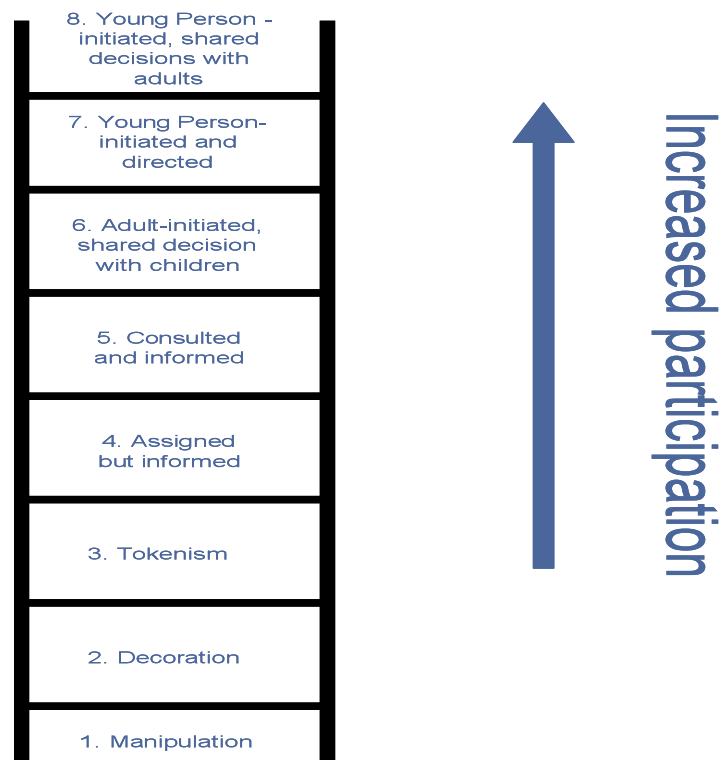 8. Young Person -
initiated, shared
decisions with
adults
7. Young Person-
initiated and
directed
6. Adult-initiated,
shared decision
with children
5. Consulted
and informed
4. Assigned
but informed
3. Tokenism
2. Decoration
1. Manipulation
Increased participation